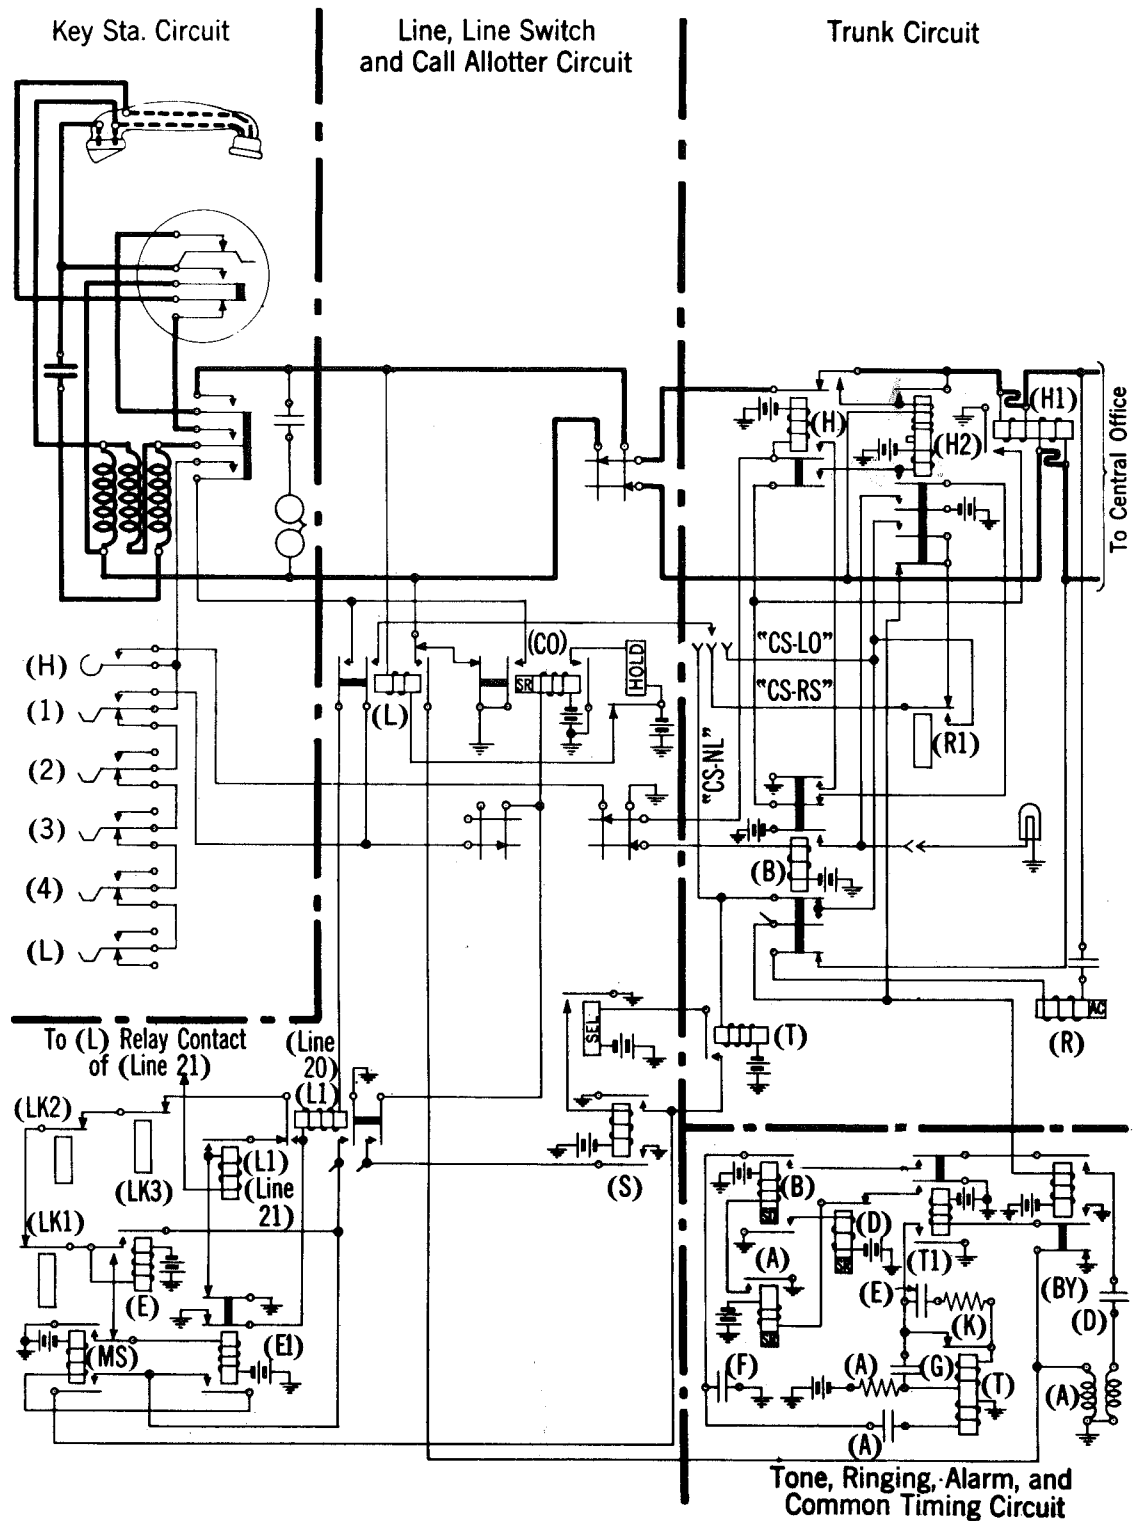 Key Sta. Circuit
Line, Line Switch
and Call Allotter Circuit
Trunk Circuit
(H1)
(H)
(H2)
To Central Office
(CO)
"CS-LO"
"CS-RS"
"CS-NL"
HOLD
SR
(L)
(R1)
(H)
(1)
(2)
(3)
(4)
(L)
(B)
AC
(R)
(T)
SEL
(S)
To (L) Relay Contact
of (Line 21)
(Line
20)
(L1)
(LK2)
(LK3)
(L1)
(Line
21)
(LK1)
(E)
(MS)
(E1)
(B)
SO
(D)
SR
(A)
(T1)
(E)
(K)
(BY)
(D)
(F)
(A)
(G)
(T)
(A)
(A)
Tone, Ringing, Alarm, and
Common Timing Circuit